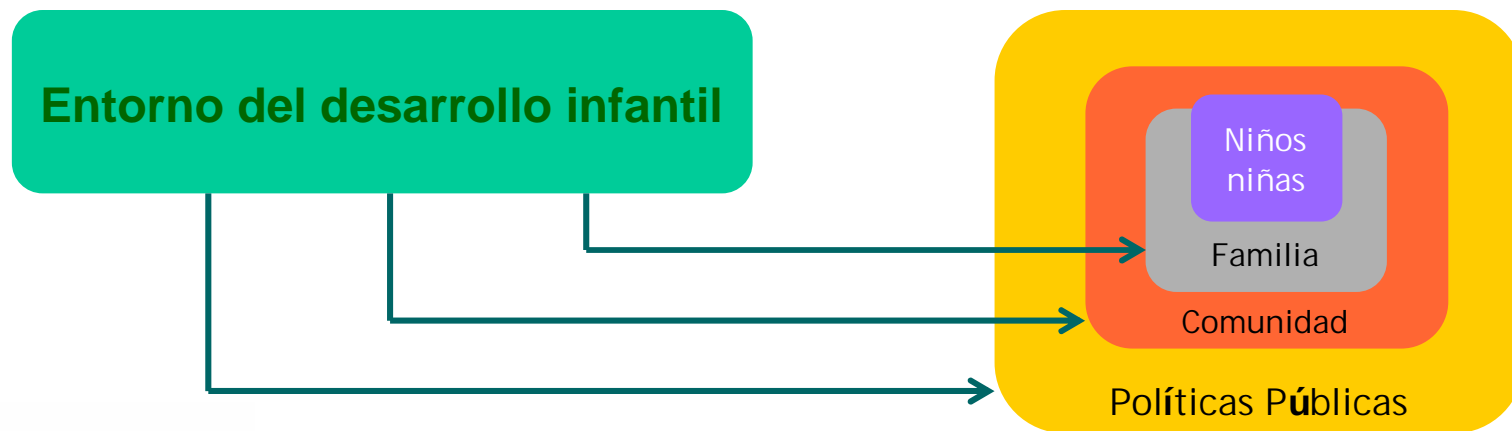 Entorno del desarrollo infantil
Niños
niñas
Familia
Comunidad
Políticas Públicas